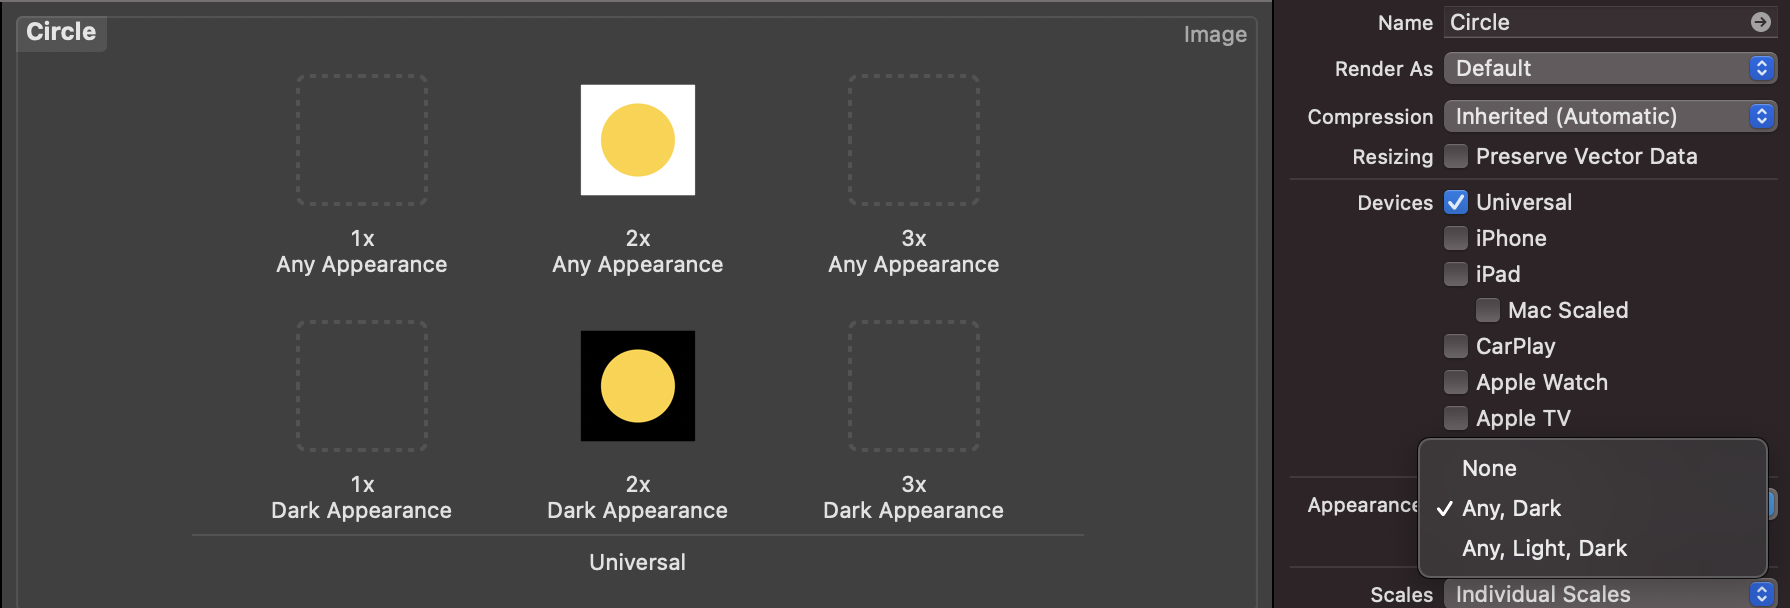 Circle
Image
1x
Any Appearance
2x
Any Appearance
3x
Any Appearance
1x
Dark Appearance
2x
Dark Appearance
3x
Dark Appearance
Universal
Name Circle
Render As Default
Compression Inherited (Automatic)
Resizing Preserve Vector Data
Devices Universal
iPhone
iPad
Mac Scaled
CarPlay
Apple Watch
Apple TV
None
Appearance
Any, Dark
Any, Light, Dark
Scales Individual Scales